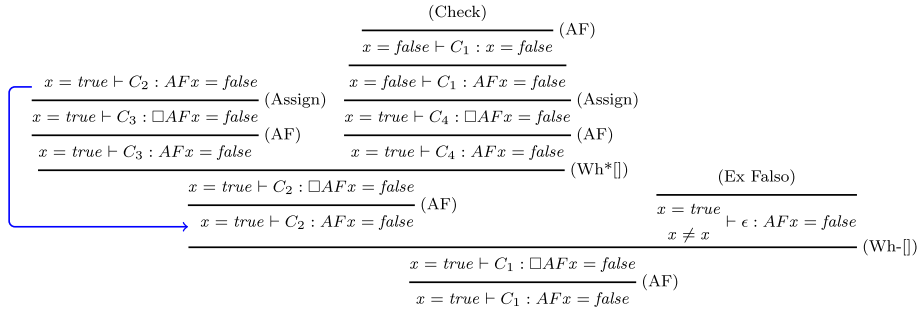 (Check)
(AF)
x = false ⊢ C₁ : x = false
x = true ⊢ C₂ : AFx = false
x = false ⊢ C₁ : AFx = false
(Assign)
(Assign)
x = true ⊢ C₃ : □AFx = false
x = true ⊢ C₄ : □AFx = false
(AF)
(AF)
x = true ⊢ C₃ : AFx = false
x = true ⊢ C₄ : AFx = false
(Wh*[])
(Ex Falso)
x = true ⊢ C₂ : □AFx = false
(AF)
x = true
x ≠ x
⊢ ϵ : AFx = false
x = true ⊢ C₂ : AFx = false
(Wh-[])
x = true ⊢ C₁ : □AFx = false
(AF)
x = true ⊢ C₁ : AFx = false